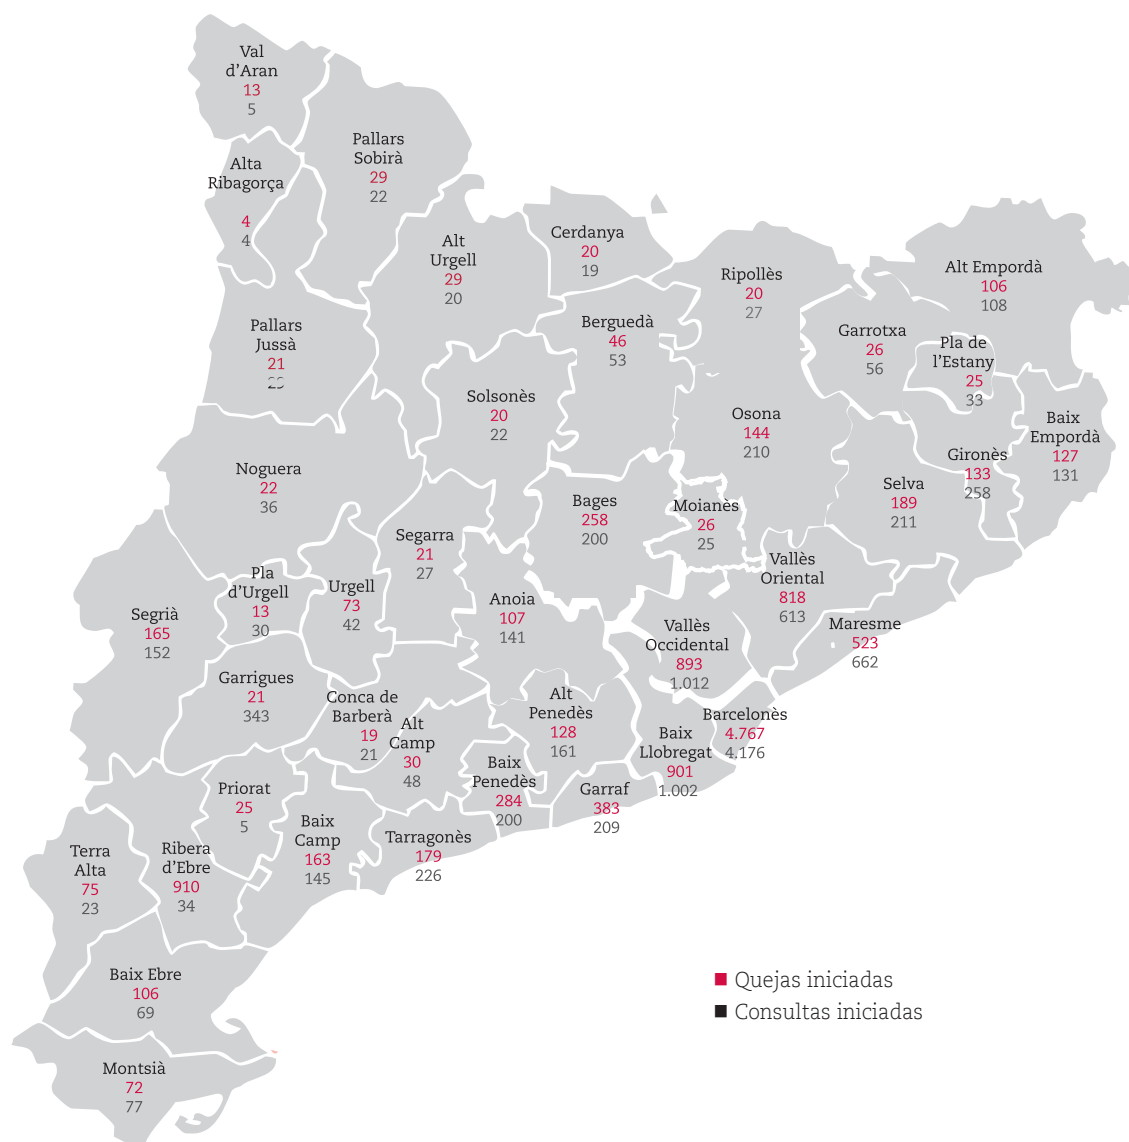 Val
d'Aran
13
5
Pallars
Sobirà
29
22
Alta
Ribagorça
4
4
Alt
Urgell
29
20
Cerdanya
20
19
Ripollès
20
27
Alt Empordà
106
108
Pallars
Jussà
21
Berguedà
46
53
Garrotxa
26
56
Pla de
l'Estany
25
33
Solsonès
20
22
Osona
144
210
Baix
Empordà
127
131
Gironès
133
258
Noguera
22
36
Selva
189
211
Bages
258
200
Moianès
26
25
Segarra
21
27
Vallès
Oriental
818
613
Pla
d'Urgell
13
30
Urgell
73
42
Anoia
107
141
Segrià
165
152
Vallès
Occidental
893
1.012
Maresme
523
662
Garrigues
21
343
Conca de
Barberà
19
21
Alt
Camp
30
48
Alt
Penedès
128
161
Barcelonès
4.767
4.176
Baix
Llobregat
901
1.002
Baix
Penedès
284
200
Garraf
383
209
Priorat
25
5
Baix
Camp
163
145
Tarragonès
179
226
Terra
Alta
75
23
Ribera
d'Ebre
910
34
Baix Ebre
106
69
Montsià
72
77
Quejas iniciadas
Consultas iniciadas